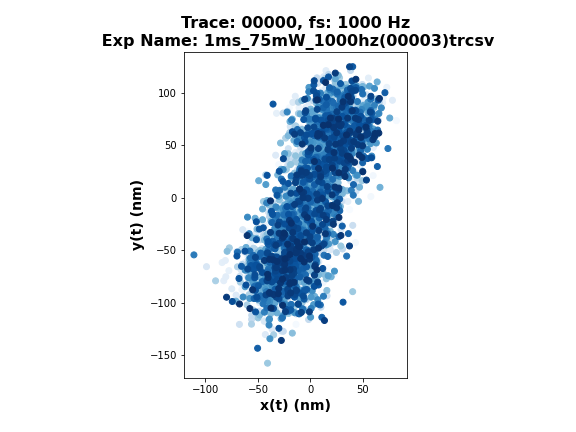 Trace: 00000, fs: 1000 Hz
Exp Name: 1ms_75mW_1000hz(00003)trcsv
100
50
0
−50
−100
−150
y(t) (nm)
−100 −50 0 50
x(t) (nm)